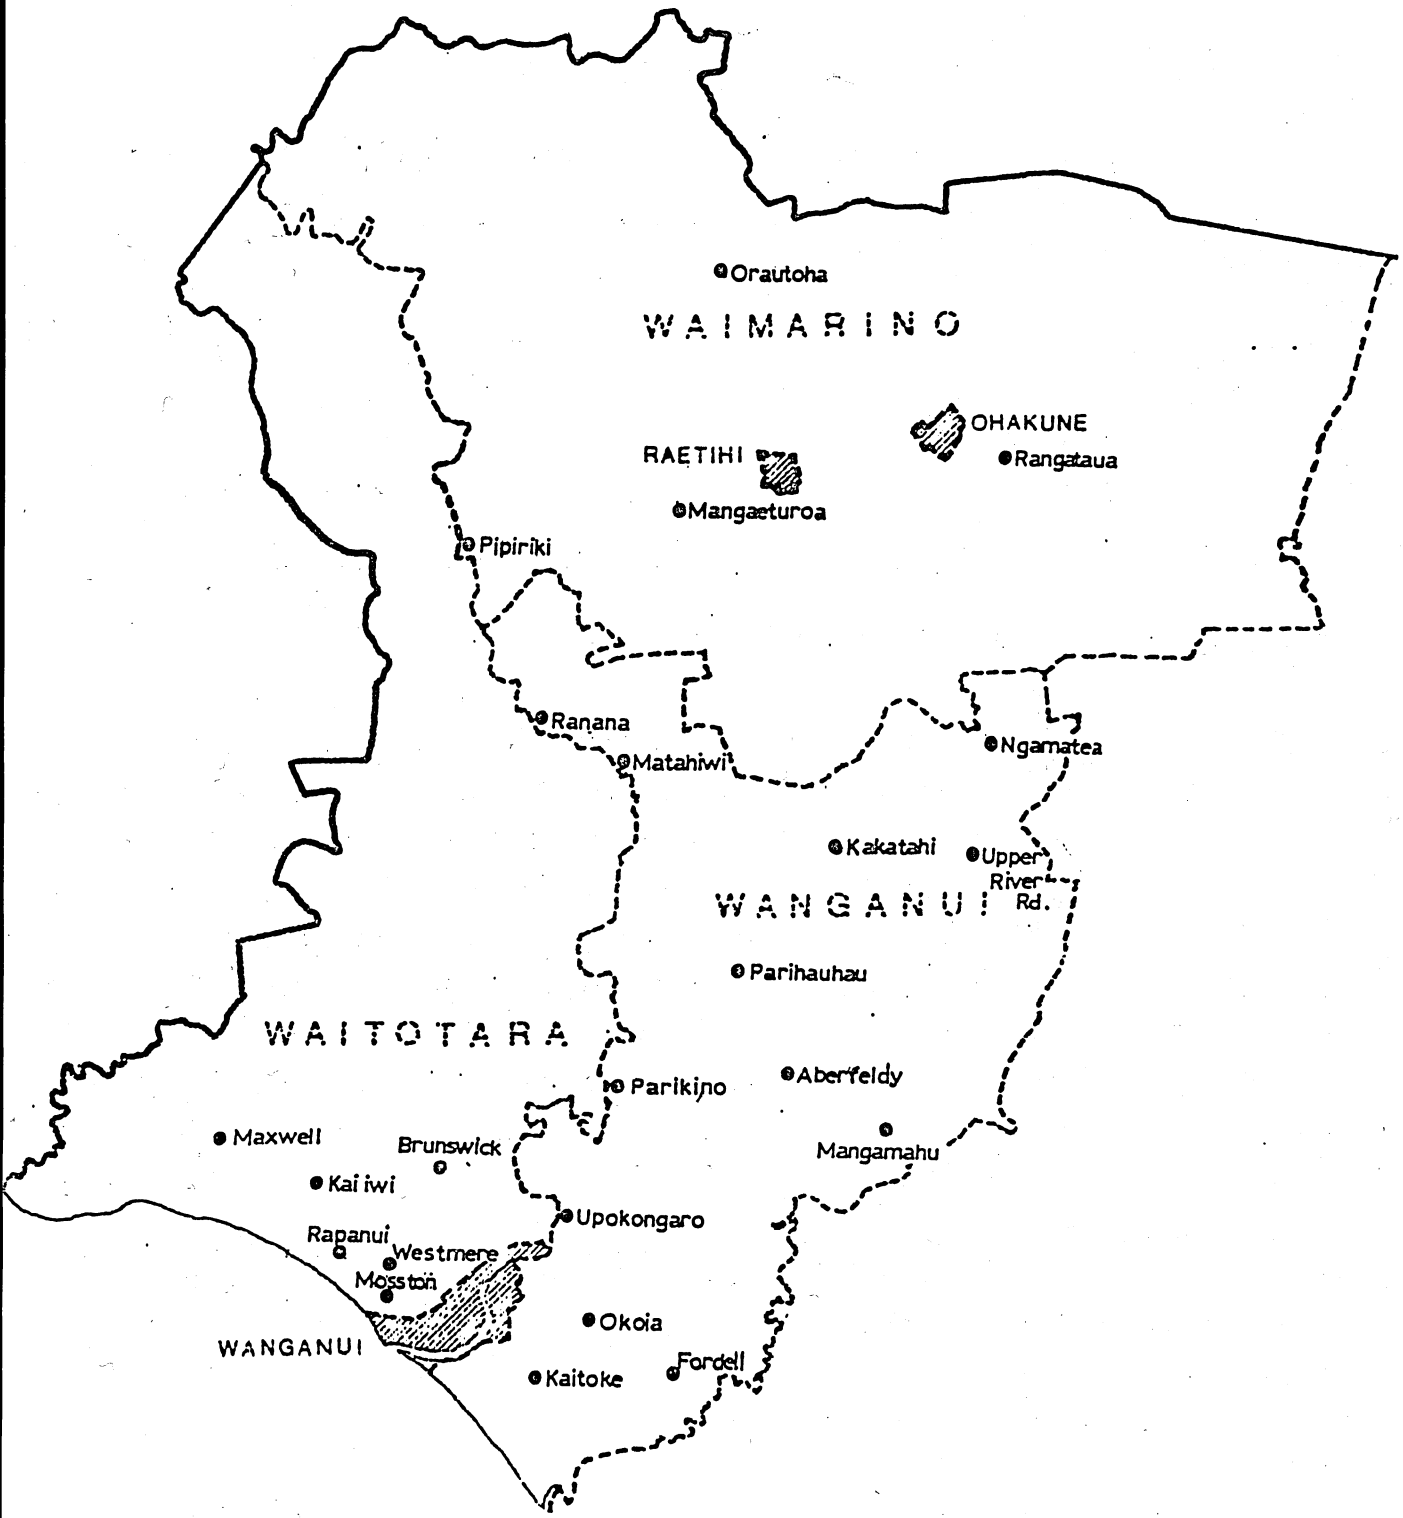 Orautoha
WAIMARINO
OHAKUNE
RAETIHI
Rangataua
Mangaeturoa
Pipiriki
Ranana
Ngamatea
Matahiwi
Kakatahi
Upper
River
Rd.
WANGANUI
Parihauhau
WAITOTARA
Aberfeldy
Parikino
Maxwell
Brunswick
Mangamahu
Kai iwi
Upokongaro
Rapanui
Westmere
Mosston
Okoia
WANGANUI
Fordell
Kaitoke